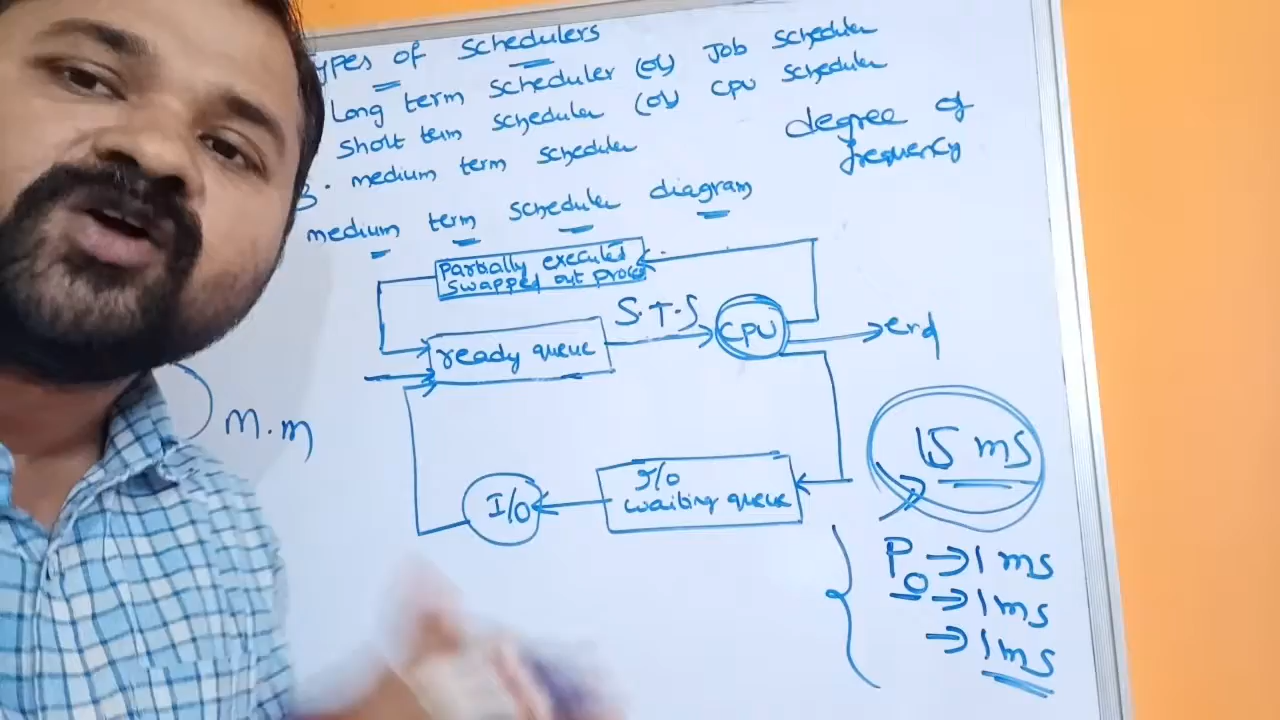 ypes of schedulers
long term scheduler (or) Job scheduler
short term scheduler (or) CPU scheduler
3. medium term scheduler
degree of
frequency
medium term scheduler diagram
partially executed
swapped out proces
S.T.S
CPU
end
ready queue
M.M
15 ms
I/O
waiting queue
I/O
P0 → 1 ms
→ 1 ms
→ 1 ms